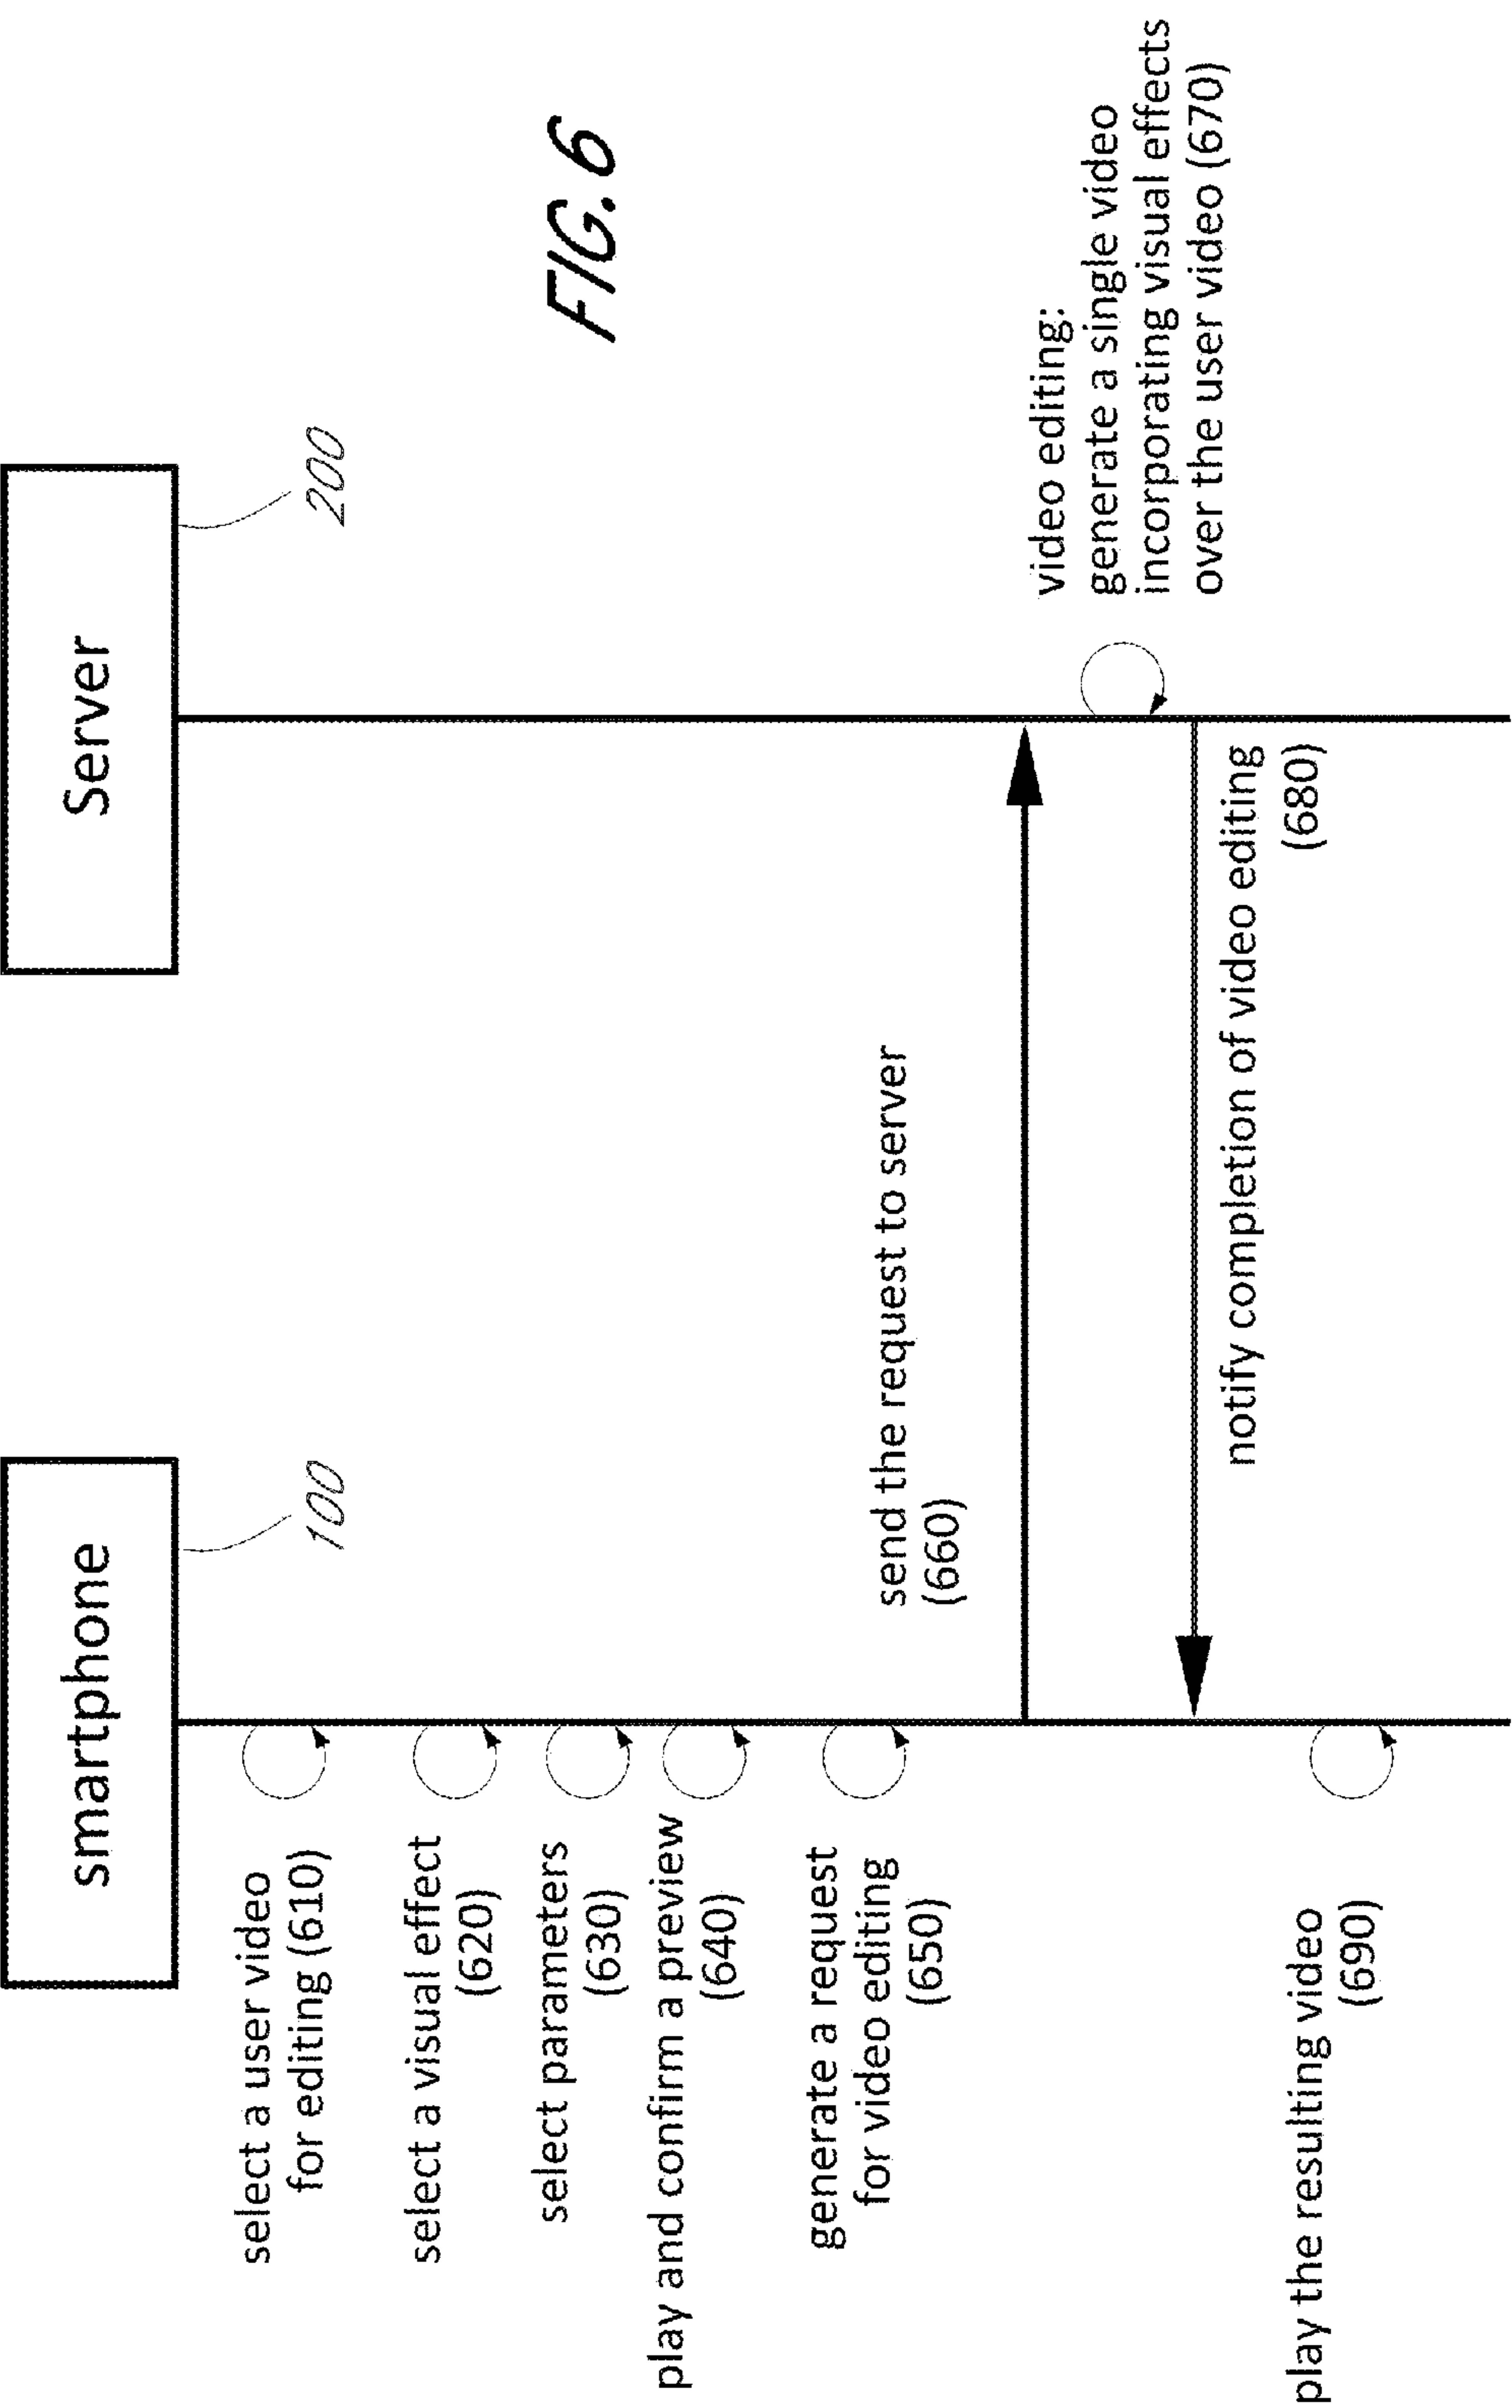 smartphone
100
Server
200
FIG. 6
select a user video
for editing (610)
select a visual effect
(620)
select parameters
(630)
play and confirm a preview
(640)
generate a request
for video editing
(650)
send the request to server
(660)
video editing:
generate a single video
incorporating visual effects
over the user video (670)
notify completion of video editing
(680)
play the resulting video
(690)